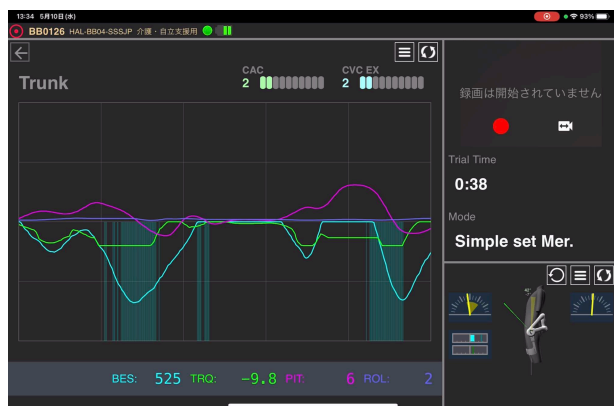 13:34 5月10日(水)
93%
BB0126 HAL-BB04-SSSJP 介護・自立支援用
Trunk
CAC
2
CVC EX
2
BES: 525 TRQ: -9.8 PIT: 6 ROL: 2
録画は開始されていません
Trial Time
0:38
Mode
Simple set Mer.